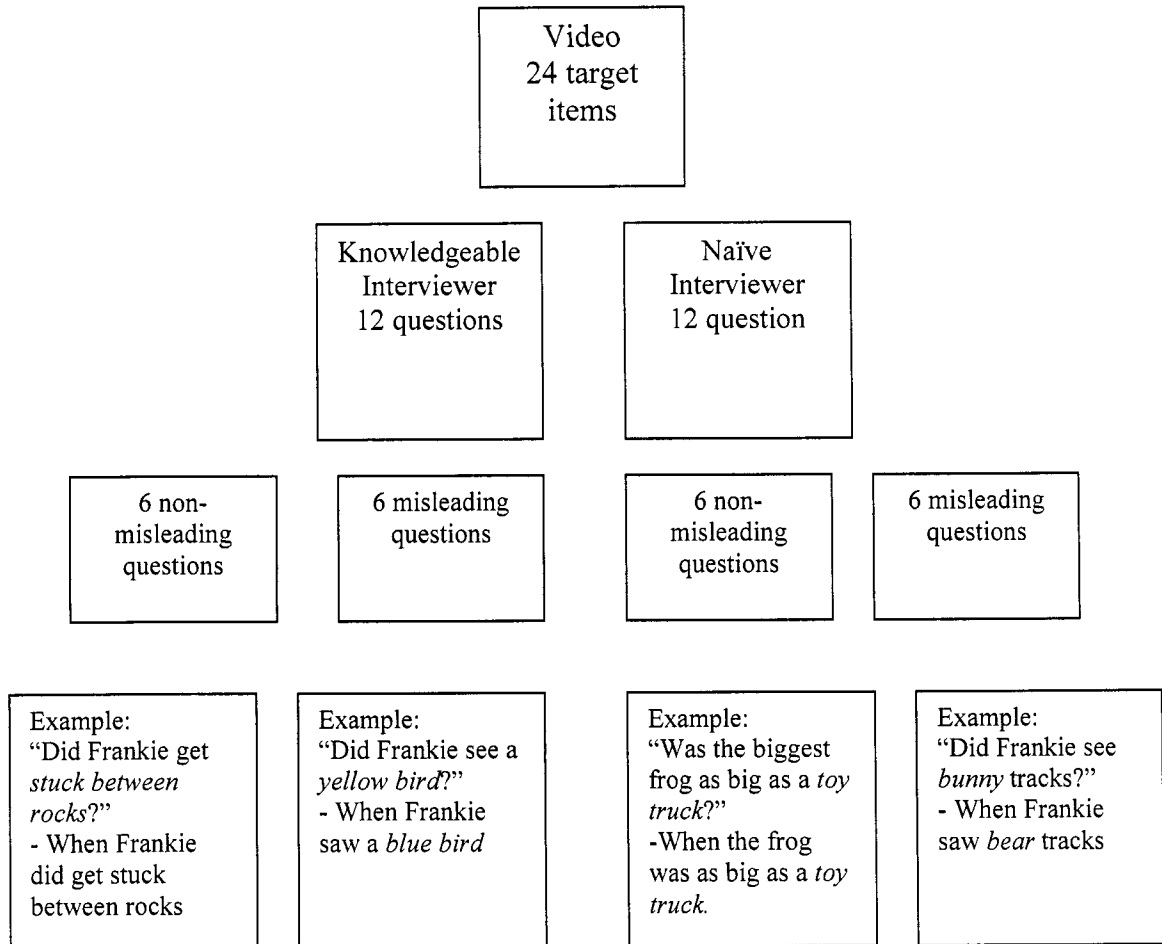 Video
24 target
items
Knowledgeable
Interviewer
12 questions
Naïve
Interviewer
12 question
6 non-
misleading
questions
6 misleading
questions
6 non-
misleading
questions
6 misleading
questions
Example:
“Did Frankie get
stuck between
rocks?”
- When Frankie
did get stuck
between rocks
Example:
“Did Frankie see a
yellow bird?”
- When Frankie
saw a blue bird
Example:
“Was the biggest
frog as big as a toy
truck?”
-When the frog
was as big as a toy
truck.
Example:
“Did Frankie see
bunny tracks?”
- When Frankie
saw bear tracks